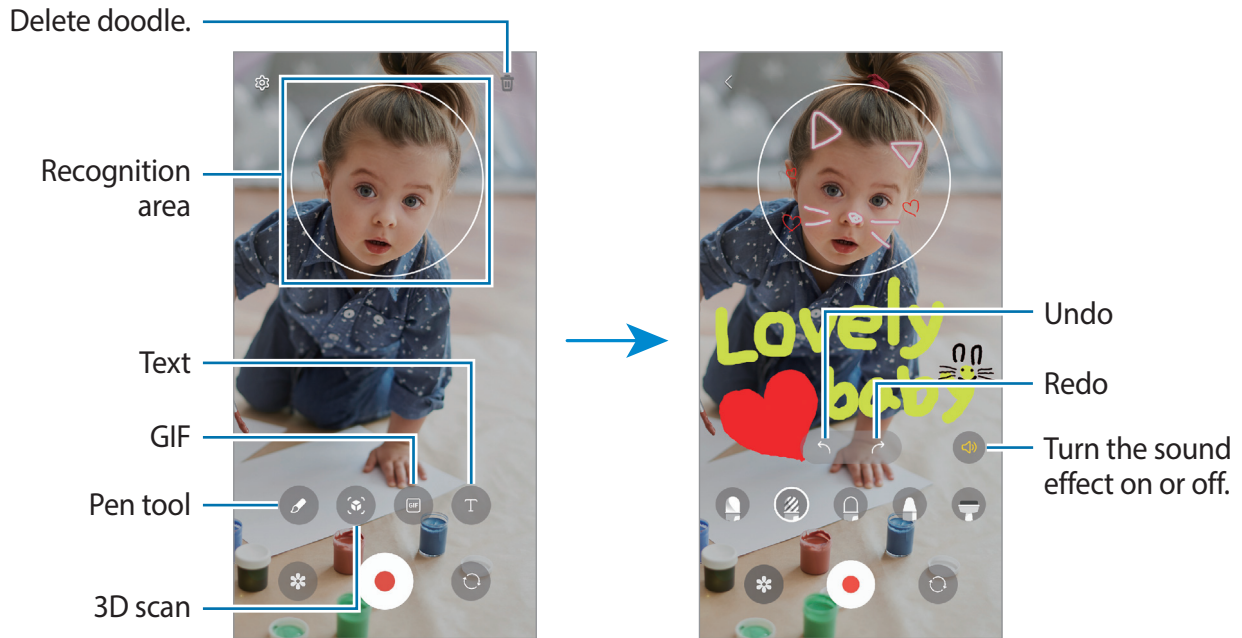 Delete doodle.
Recognition
area
Text
GIF
Pen tool
3D scan
GIF
T
Lovely
baby
Undo
Redo
Turn the sound
effect on or off.